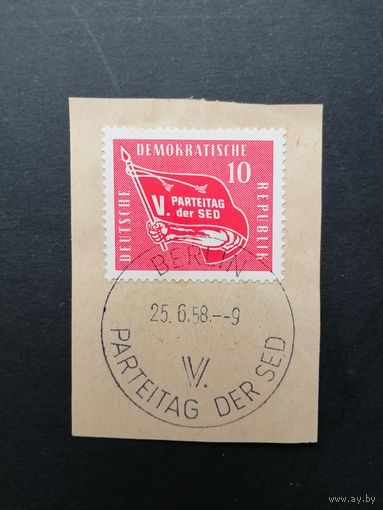 DEUTSCHE DEMOKRATISCHE REPUBLIK
10
V. PARTEITAG
der SED
BERLIN
25.6.58.--9
V.
PARTEITAG DER SED
www.ay.by